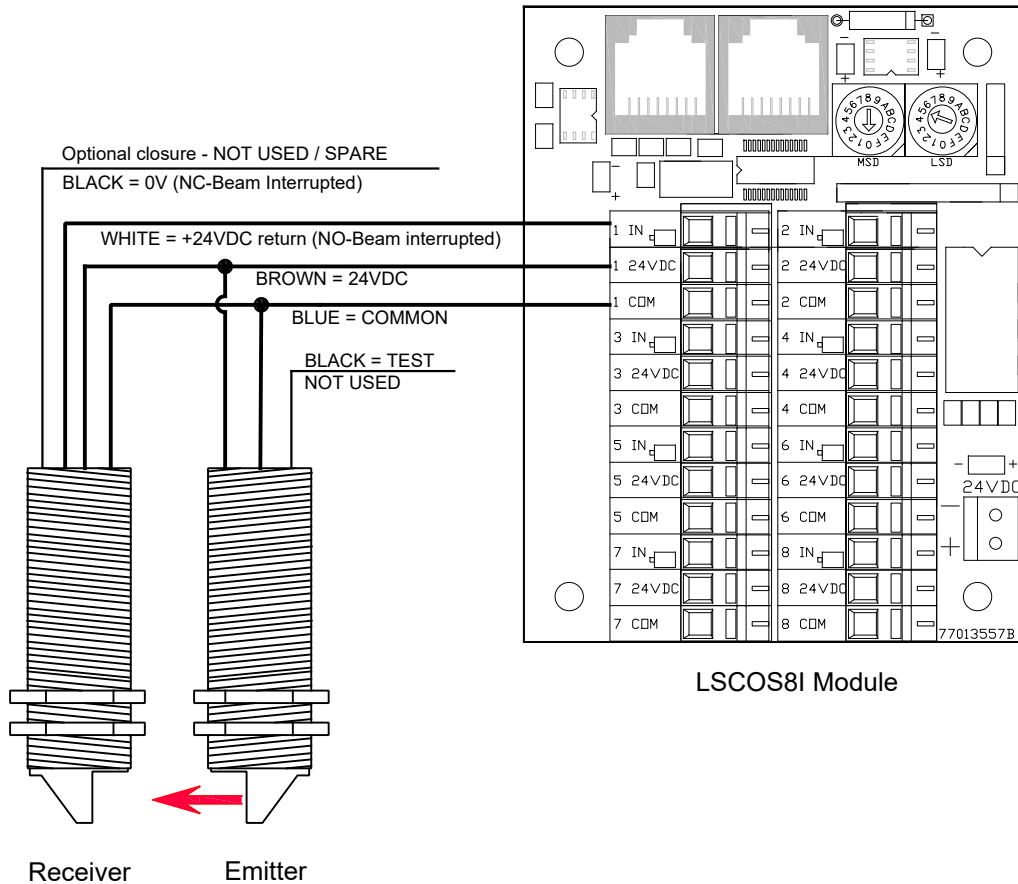 Optional closure - NOT USED / SPARE
BLACK = 0V (NC-Beam Interrupted)
WHITE = +24VDC return (NO-Beam interrupted)
BROWN = 24VDC
BLUE = COMMON
BLACK = TEST
NOT USED
- -
+ +
456789ABCDEF0123 456789ABCDEF0123
MSD LSD
-
+
1 IN 2 IN
1 24VDC 2 24VDC
1 COM 2 COM
3 IN 4 IN
3 24VDC 4 24VDC
3 COM 4 COM
5 IN 6 IN
5 24VDC 6 24VDC
5 COM 6 COM
7 IN 8 IN
7 24VDC 8 24VDC
7 COM 8 COM
- +
24VDC
-
+
77013557B
LSCOS8I Module
Receiver Emitter